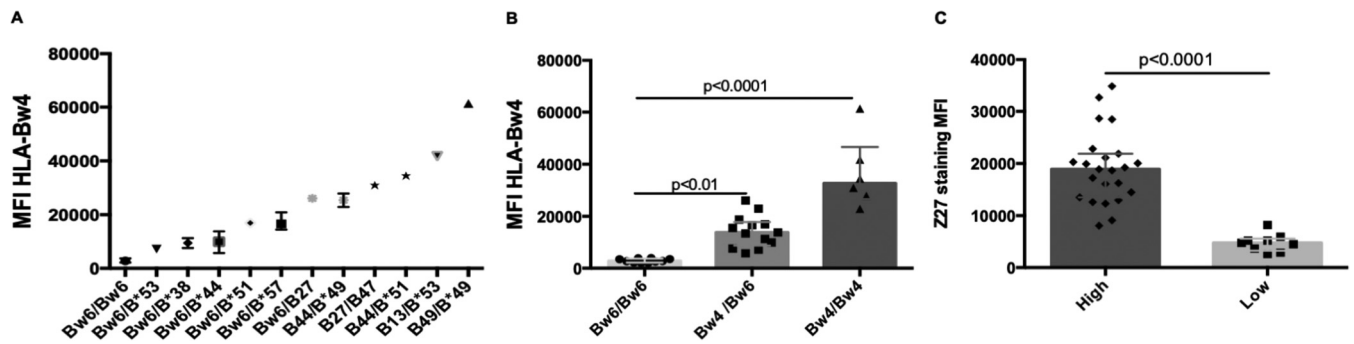 A
MFI HLA-Bw4
80000
60000
40000
20000
0
Bw6/Bw6
Bw6/B*53
Bw6/B*38
Bw6/B*44
Bw6/B*51
Bw6/B*57
Bw6/B27
B44/B*49
B27/B47
B44/B*51
B13/B*53
B49/B*49
B
MFI HLA-Bw4
80000
60000
40000
20000
0
p<0.0001
p<0.01
Bw6/Bw6
Bw4 /Bw6
Bw4/Bw4
C
Z27 staining MFI
40000
30000
20000
10000
0
p<0.0001
High
Low